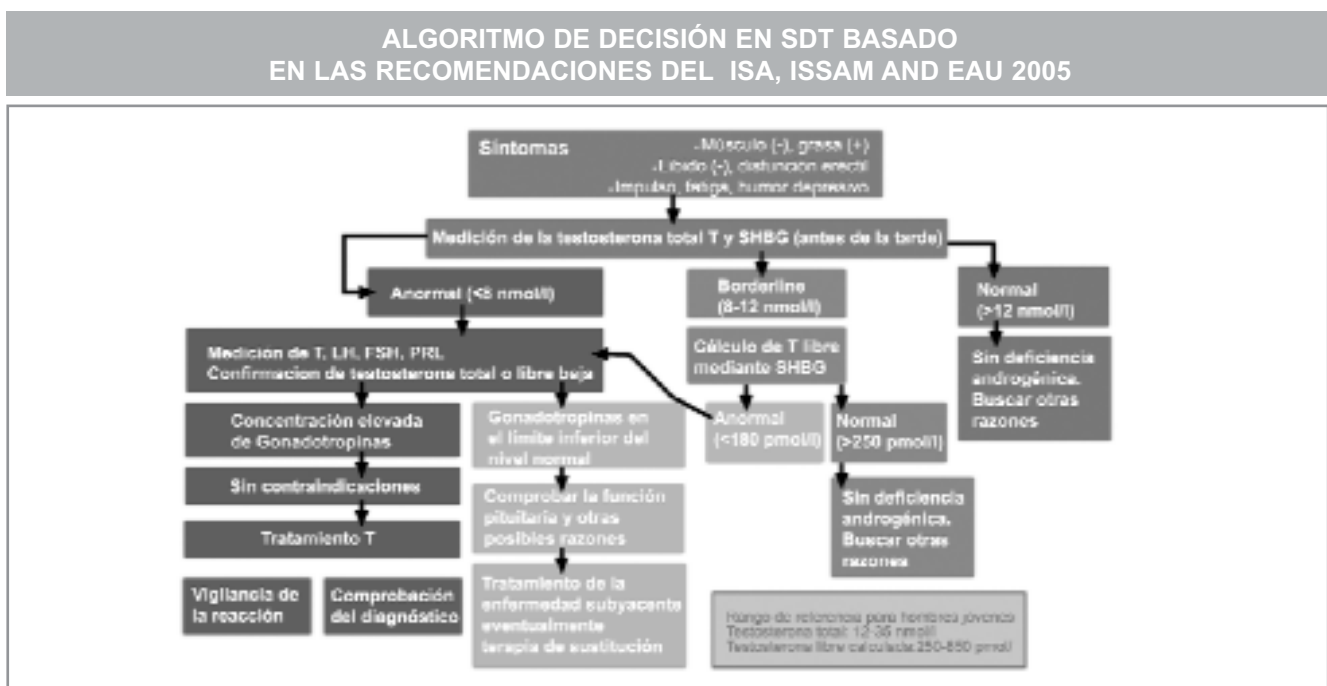 ALGORITMO DE DECISIÓN EN SDT BASADO
EN LAS RECOMENDACIONES DEL ISA, ISSAM AND EAU 2005
Síntomas
-Músculo (-), grasa (+)
-Libido (-), disfunción eréctil
-Impulso, fatiga, humor depresivo
Medición de la testosterona total T y SHBG (antes de la tarde)
Anormal (<8 nmol/l)
Borderline
(8-12 nmol/l)
Normal
(>12 nmol/l)
Medición de T, LH, FSH, PRL
Confirmacion de testosterona total o libre baja
Cálculo de T libre
mediante SHBG
Sin deficiencia
androgénica.
Buscar otras
razones
Concentración elevada
de Gonadotropinas
Gonadotropinas en
el límite inferior del
nivel normal
Anormal
(<180 pmol/l)
Normal
(>250 pmol/l)
Sin contraindicaciones
Comprobar la función
pituitaria y otras
posibles razones
Sin deficiencia
androgénica.
Buscar otras
razones
Tratamiento T
Vigilancia de
la reacción
Comprobación
del diagnóstico
Tratamiento de la
enfermedad subyacente
eventualmente
terapia de sustitución
Rango de referencia para hombres jóvenes
Testosterona total: 12-35 nmol/l
Testosterona libre calculada:250-650 pmol/